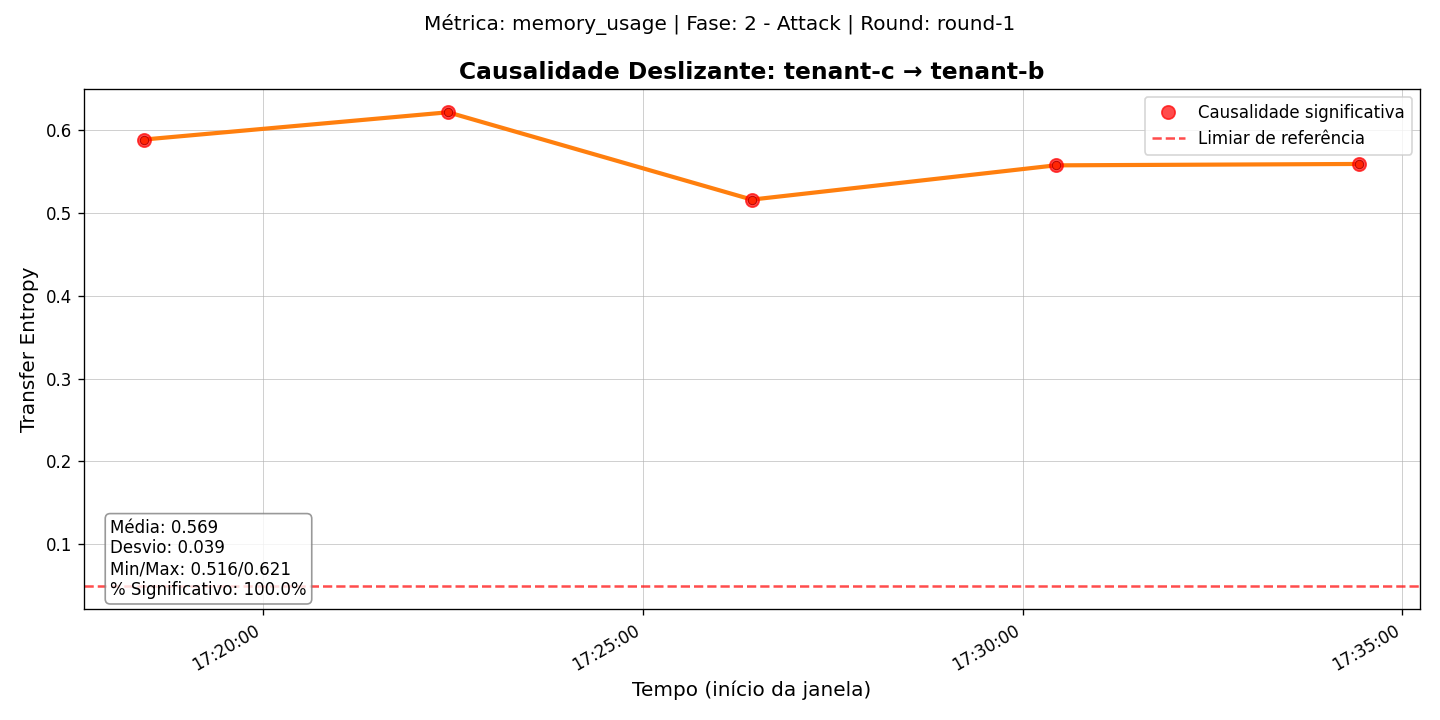 Métrica: memory_usage | Fase: 2 - Attack | Round: round-1
Causalidade Deslizante: tenant-c → tenant-b
Causalidade significativa
Limiar de referência
Transfer Entropy
0.6
0.5
0.4
0.3
0.2
0.1
Média: 0.569
Desvio: 0.039
Min/Max: 0.516/0.621
% Significativo: 100.0%
17:20:00
17:25:00
17:30:00
17:35:00
Tempo (início da janela)